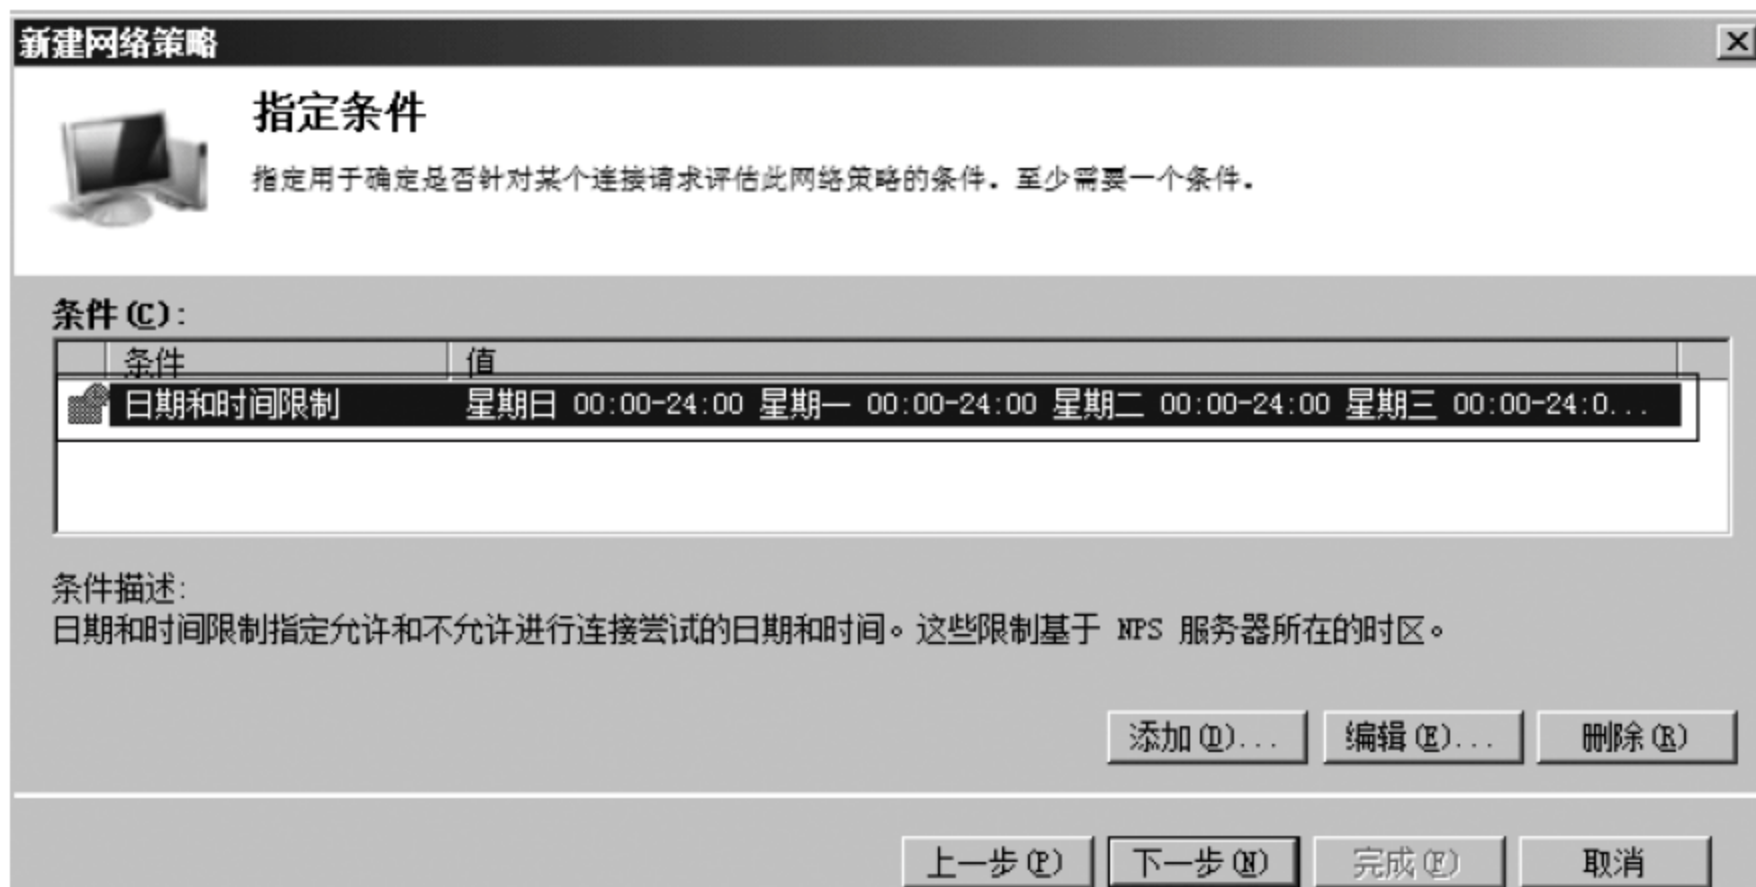 新建网络策略
指定条件
指定用于确定是否针对某个连接请求评估此网络策略的条件。至少需要一个条件。
条件(C):
条件 值
日期和时间限制 星期日 00:00-24:00 星期一 00:00-24:00 星期二 00:00-24:00 星期三 00:00-24:0...
条件描述:
日期和时间限制指定允许和不允许进行连接尝试的日期和时间。这些限制基于 NPS 服务器所在的时区。
添加(D)... 编辑(E)... 删除(R)
上一步(P) 下一步(N) 完成(F) 取消